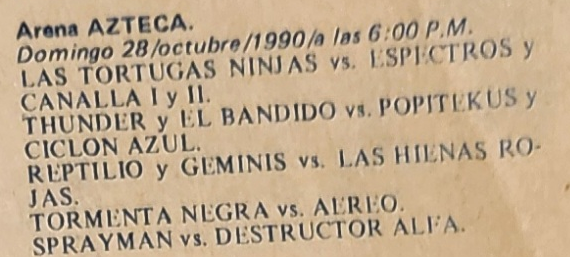 Arena AZTECA.
Domingo 28/octubre/1990/a las 6:00 P.M.
LAS TORTUGAS NINJAS vs. ESPECTROS y
CANALLA I y II.
THUNDER y EL BANDIDO vs. POPITEKUS y
CICLON AZUL.
REPTILIO y GEMINIS vs. LAS HIENAS RO-
JAS.
TORMENTA NEGRA vs. AEREO.
SPRAYMAN vs. DESTRUCTOR ALFA.